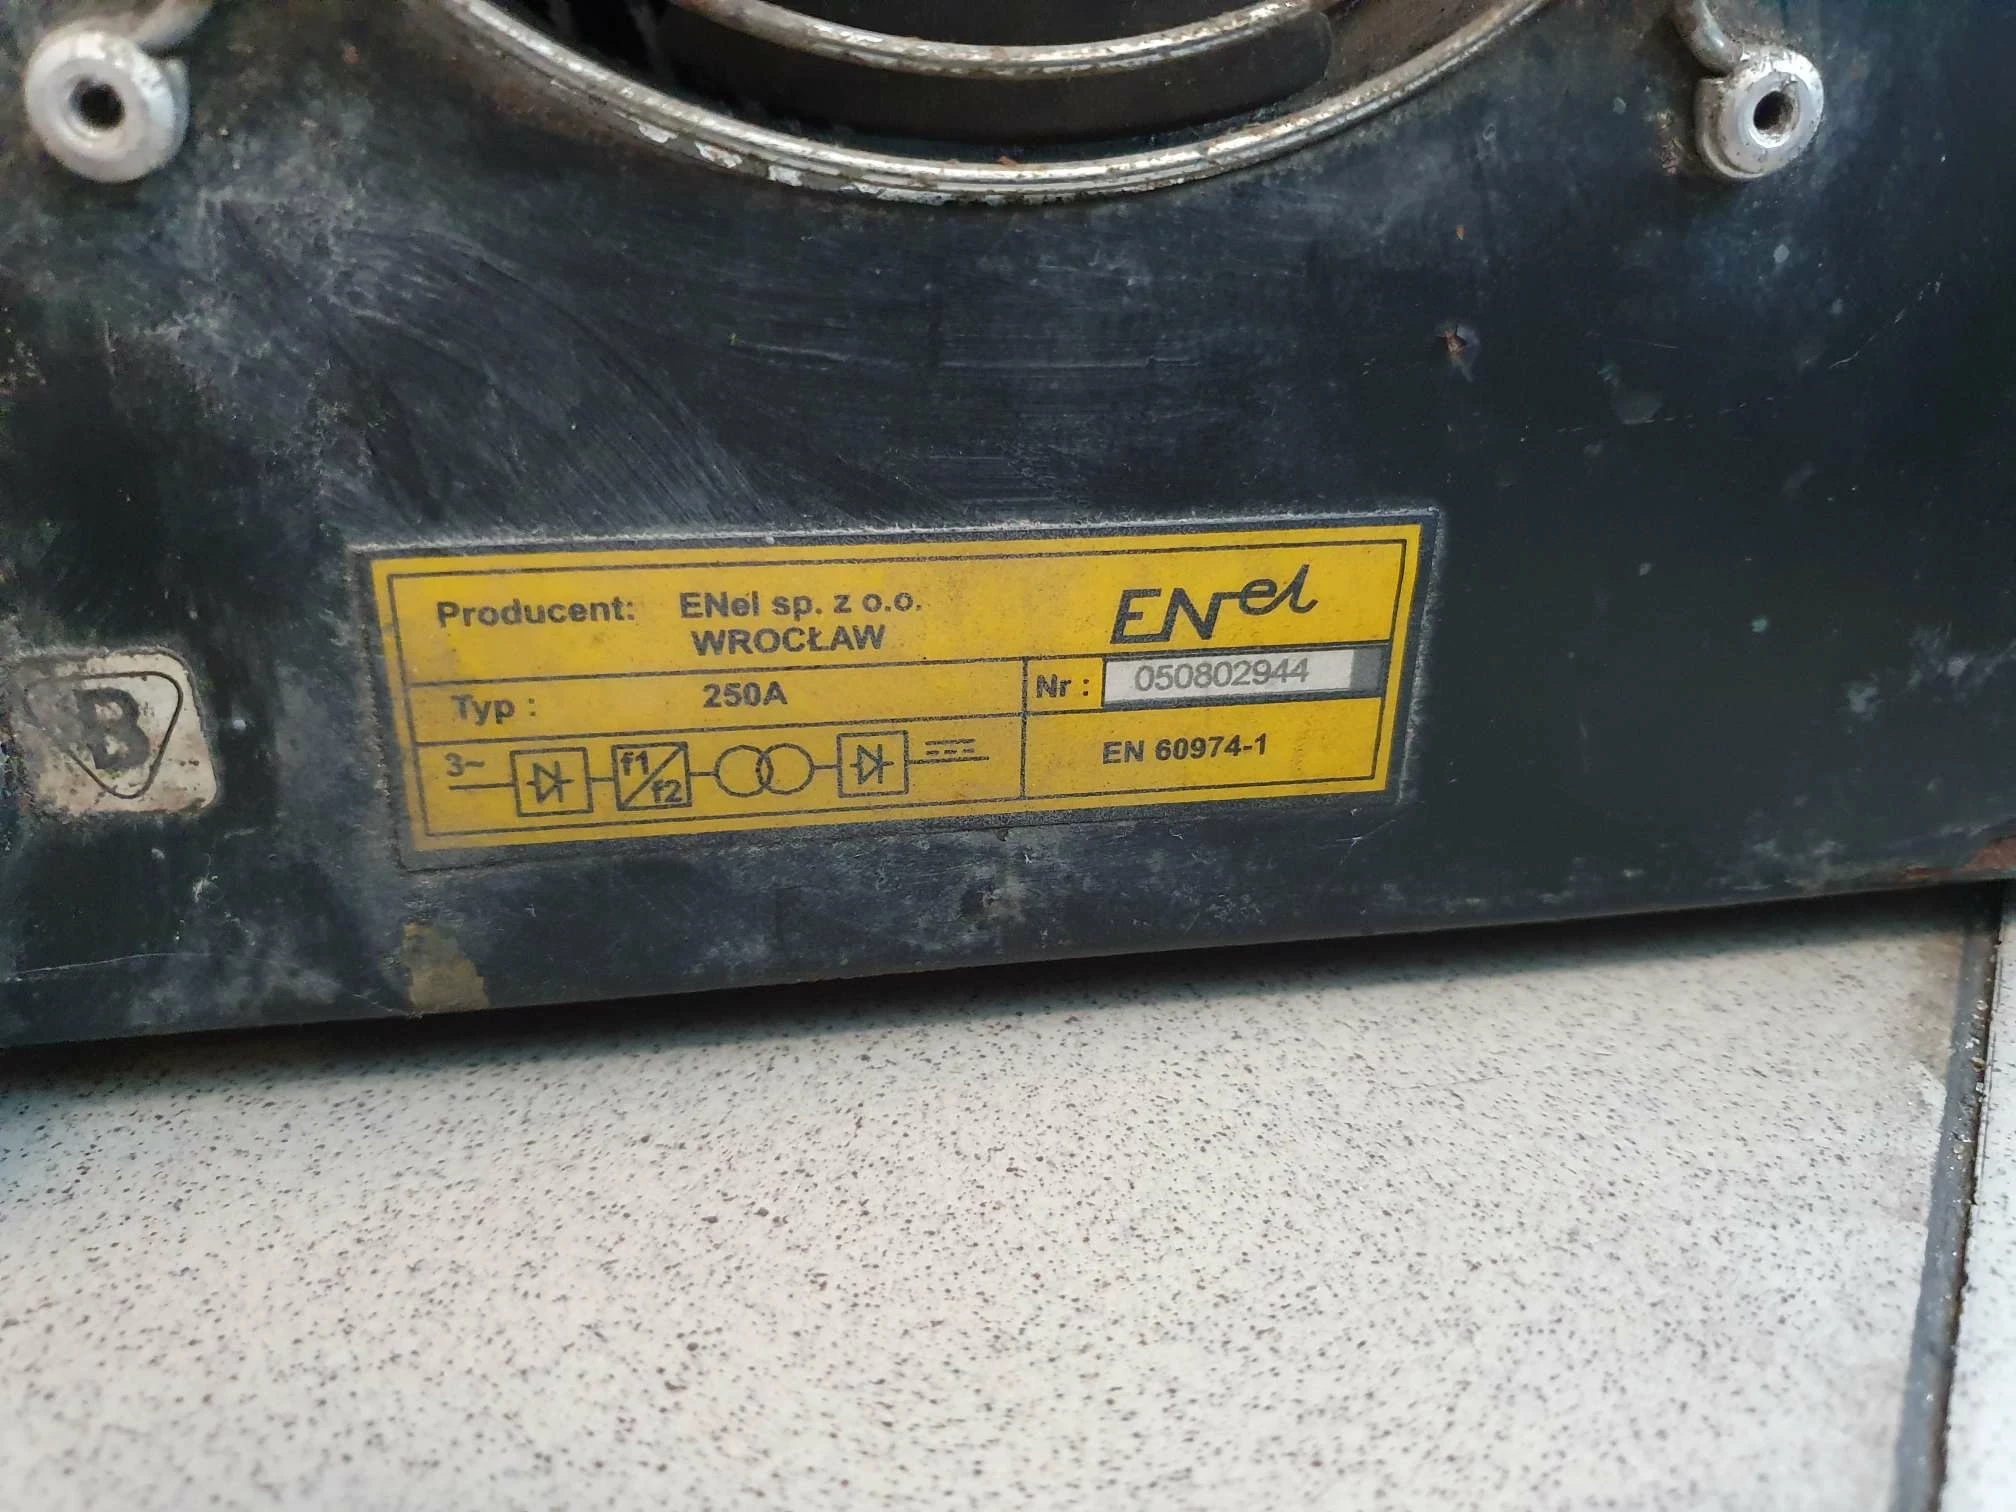 Producent: ENel sp. z o.o.
WROCŁAW
ENel
Typ : 250A
Nr : 050802944
3~ f1 f2
EN 60974-1
B